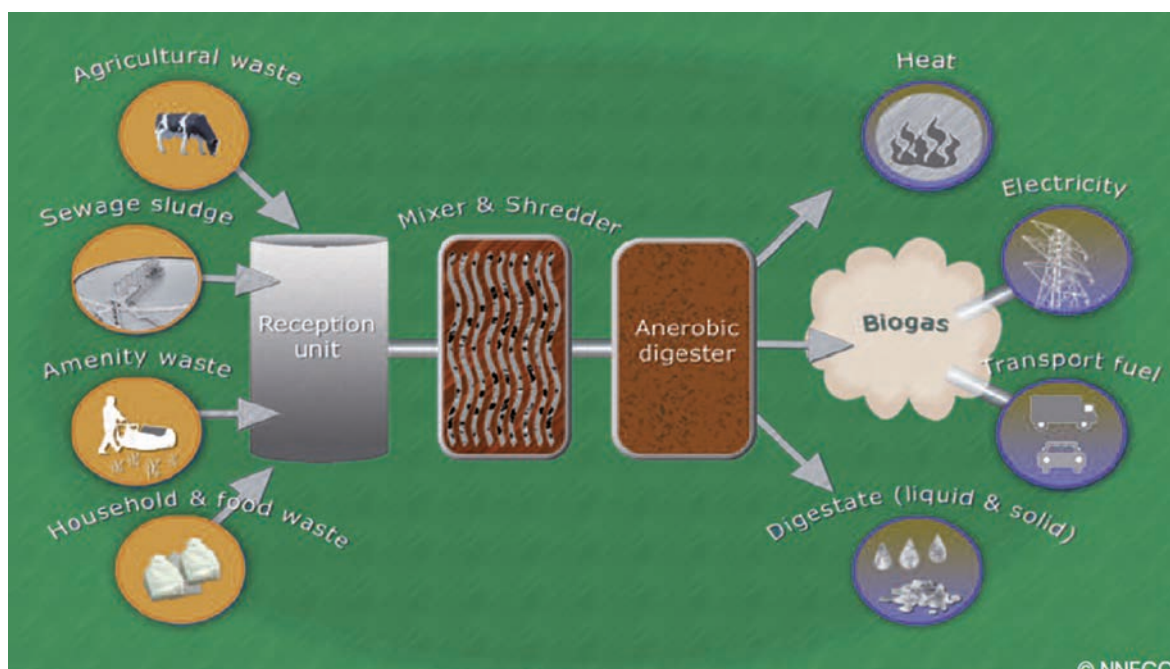 Agricultural waste
Sewage sludge
Amenity waste
Household & food waste
Reception
unit
Mixer & Shredder
Anerobic
digester
Heat
Electricity
Biogas
Transport fuel
Digestate (liquid & solid)